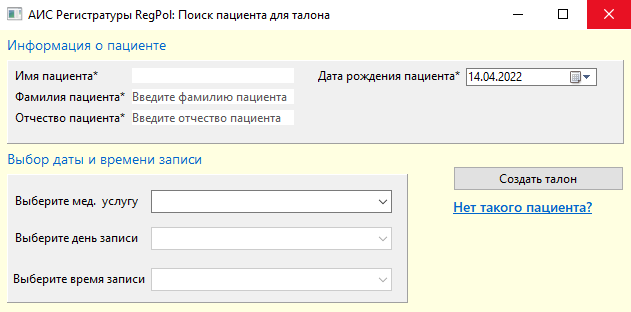 АИС Регистратуры RegPol: Поиск пациента для талона
Информация о пациенте
Имя пациента*
Дата рождения пациента* 14.04.2022
Фамилия пациента* Введите фамилию пациента
Отчество пациента* Введите отчество пациента
Выбор даты и времени записи
Создать талон
Выберите мед. услугу
Нет такого пациента?
Выберите день записи
Выберите время записи